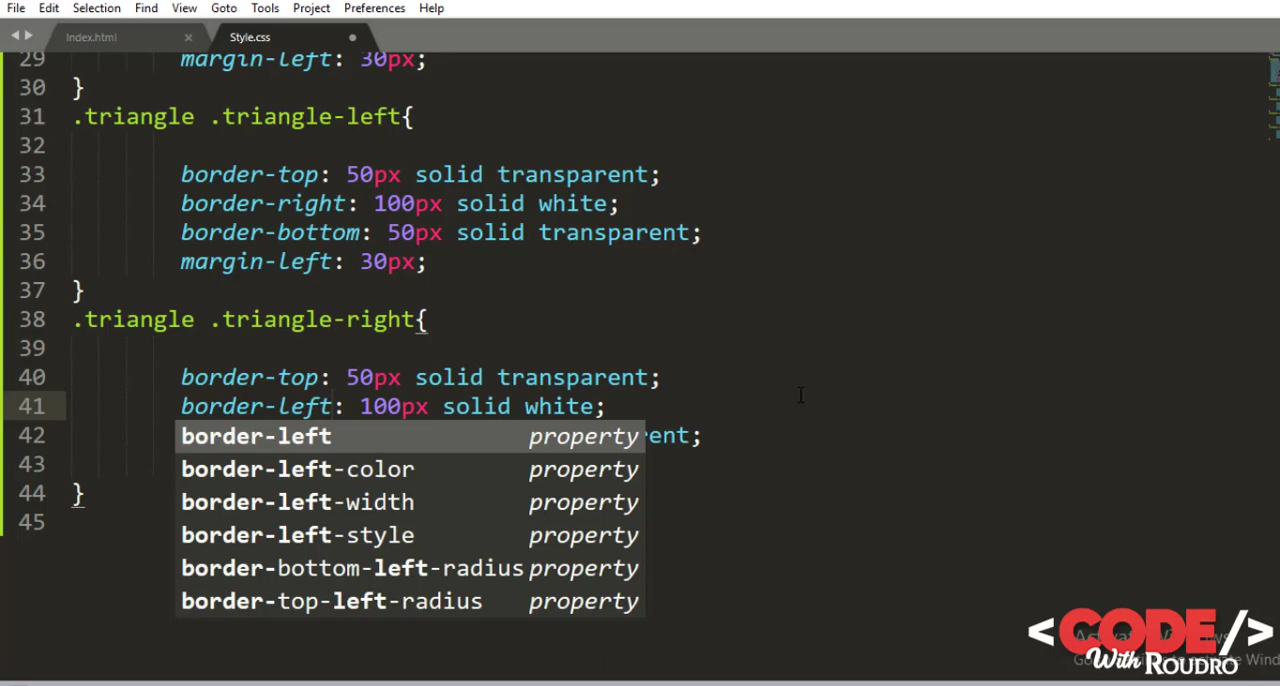 File Edit Selection Find View Goto Tools Project Preferences Help
Index.html × Style.css
29 margin-left: 30px;
30 }
31 .triangle .triangle-left{
32
33 border-top: 50px solid transparent;
34 border-right: 100px solid white;
35 border-bottom: 50px solid transparent;
36 margin-left: 30px;
37 }
38 .triangle .triangle-right{
39
40 border-top: 50px solid transparent;
41 border-left: 100px solid white;
42 ent;
border-left property
border-left-color property
43
border-left-width property
44 }
45
border-left-style property
border-bottom-left-radius property
border-top-left-radius property
<CODE/>
With ROUDRO